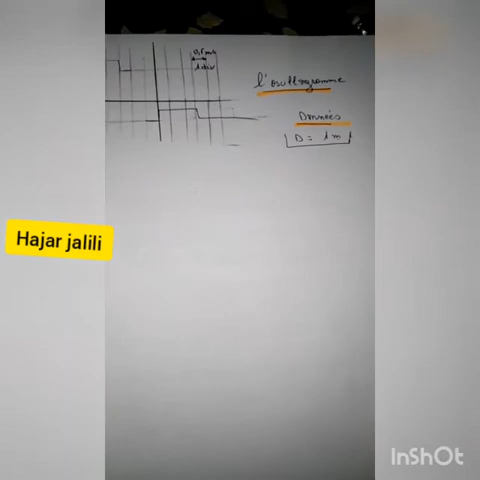 0,5 ms/
1 div
l'oscillogramme
Données
D = 1 m
Hajar jalili
InShOt